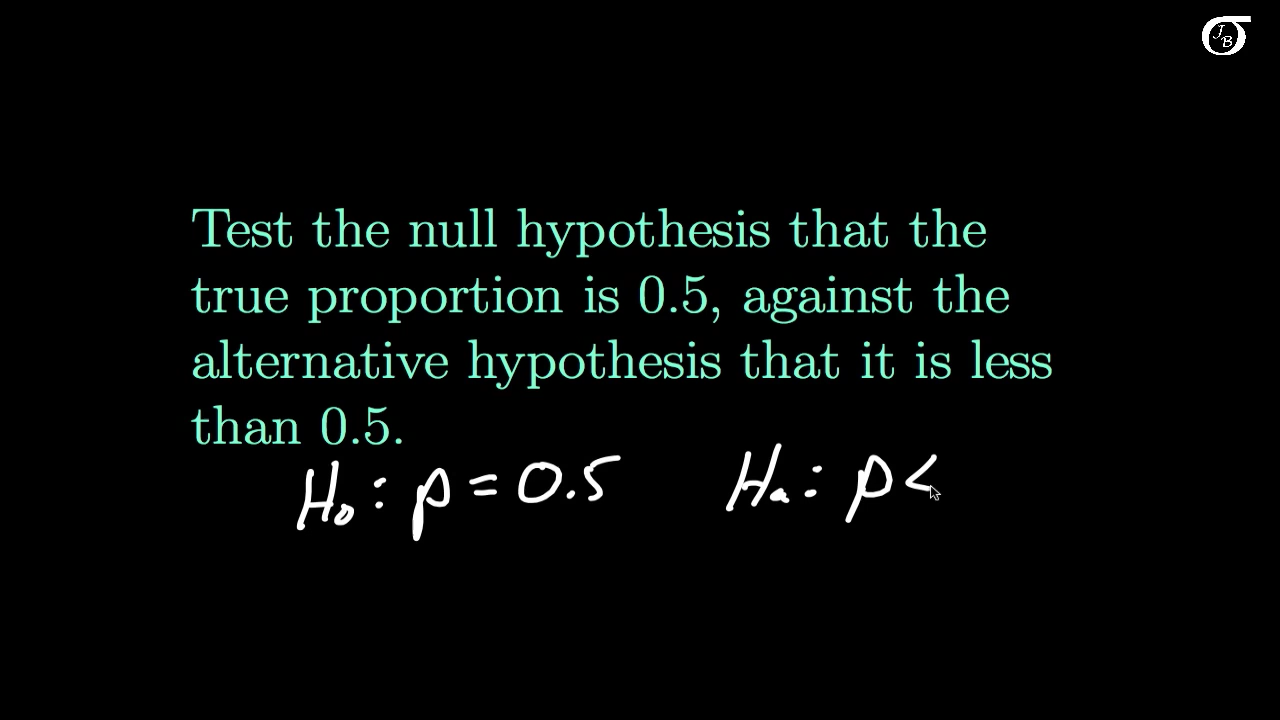 JB
Test the null hypothesis that the
true proportion is 0.5, against the
alternative hypothesis that it is less
than 0.5.
H₀: p = 0.5 Hₐ: p <